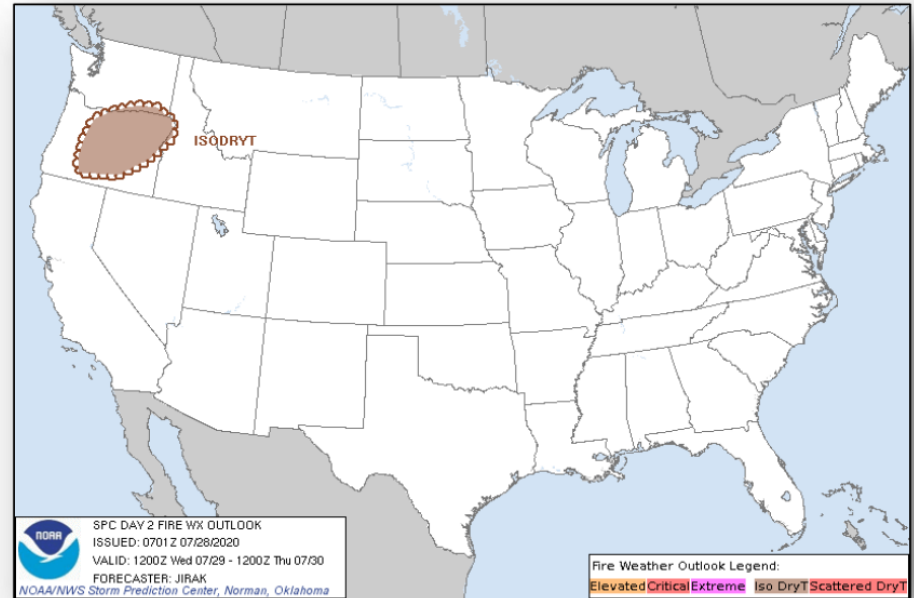 ISODRYT
SPC DAY 2 FIRE WX OUTLOOK
ISSUED: 0701Z 07/28/2020
VALID: 1200Z Wed 07/29 - 1200Z Thu 07/30
FORECASTER: JIRAK
NOAA/NWS Storm Prediction Center, Norman, Oklahoma
NOAA
Fire Weather Outlook Legend:
Elevated Critical Extreme Iso DryT Scattered DryT